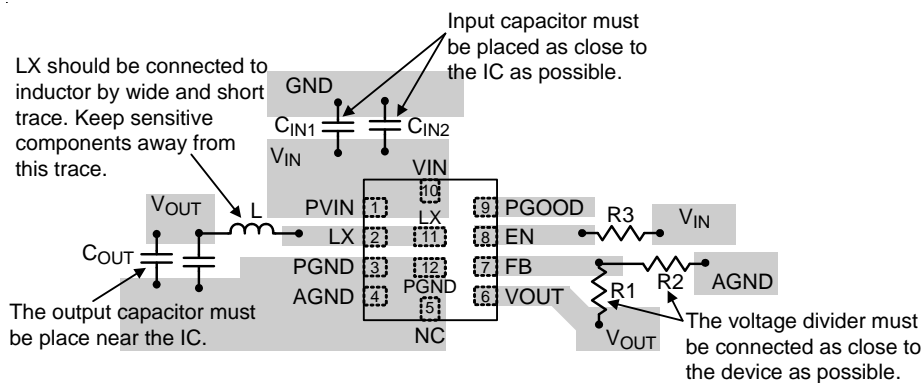 Input capacitor must
be placed as close to
the IC as possible.
LX should be connected to
inductor by wide and short
trace. Keep sensitive
components away from
this trace.
GND
CIN1
CIN2
VIN
VIN
10
VOUT
L
PVIN
1
LX
9
PGOOD
R3
VIN
LX
2
11
8
EN
COUT
PGND
3
12
7
FB
R2
AGND
AGND
4
PGND
6
VOUT
R1
5
NC
VOUT
The output capacitor must
be place near the IC.
The voltage divider must
be connected as close to
the device as possible.